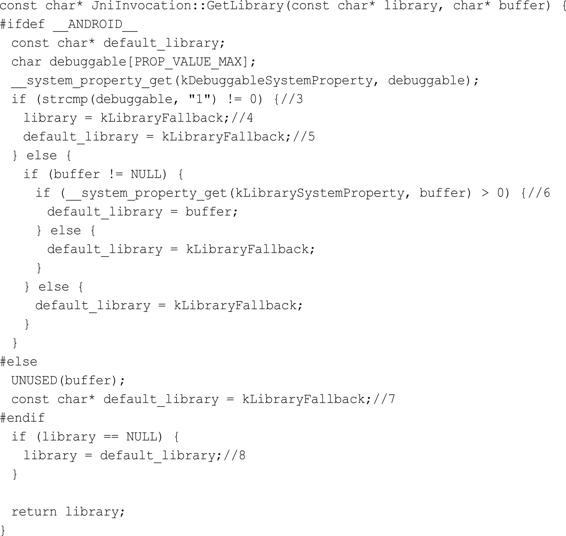 const char* JniInvocation::GetLibrary(const char* library, char* buffer) {
#ifdef __ANDROID__
  const char* default_library;
  char debuggable[PROP_VALUE_MAX];
  __system_property_get(kDebuggableSystemProperty, debuggable);
  if (strcmp(debuggable, "1") != 0) {//3
    library = kLibraryFallback;//4
    default_library = kLibraryFallback;//5
  } else {
    if (buffer != NULL) {
      if (__system_property_get(kLibrarySystemProperty, buffer) > 0) {//6
        default_library = buffer;
      } else {
        default_library = kLibraryFallback;
      }
    } else {
      default_library = kLibraryFallback;
    }
  }
#else
  UNUSED(buffer);
  const char* default_library = kLibraryFallback;//7
#endif
  if (library == NULL) {
    library = default_library;//8
  }
  return library;
}